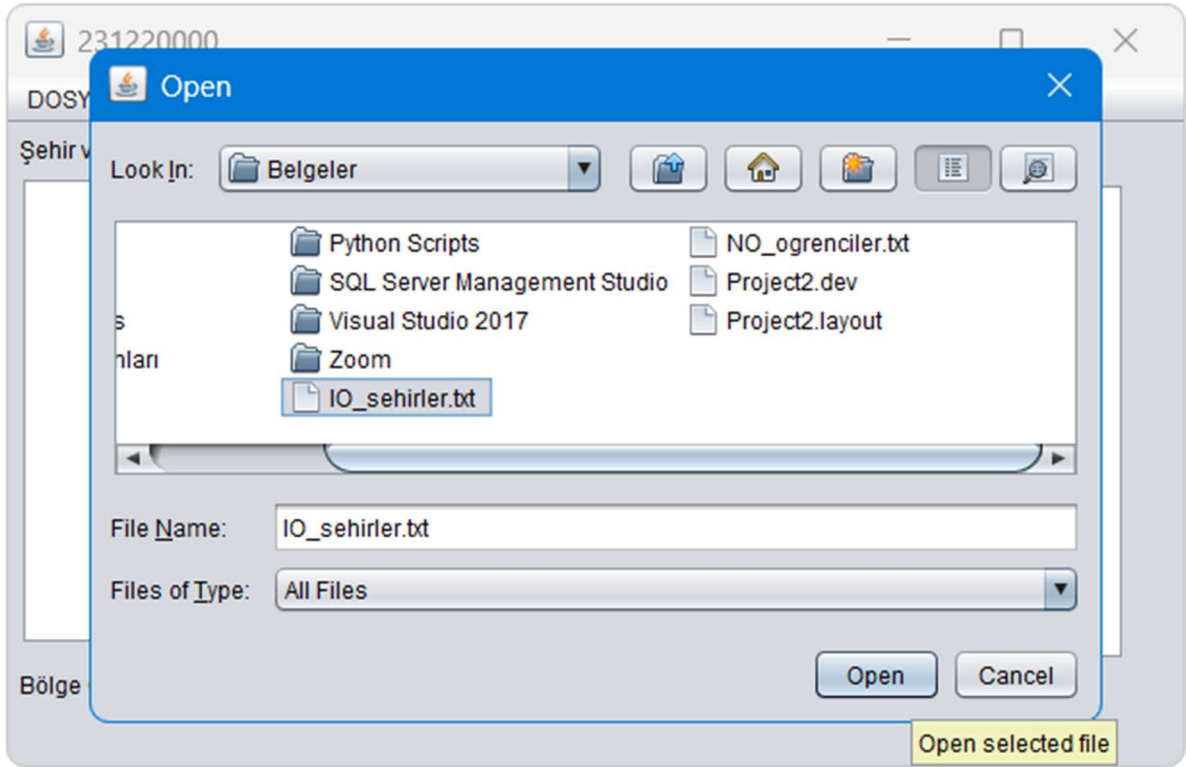 231220000
Open
DOSY
Şehir v
Look In:
Belgeler
s
nları
Python Scripts
SQL Server Management Studio
Visual Studio 2017
Zoom
IO_sehirler.txt
NO_ogrenciler.txt
Project2.dev
Project2.layout
File Name:
IO_sehirler.txt
Files of Type:
All Files
Open
Cancel
Bölge
Open selected file